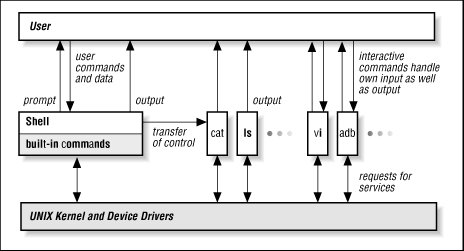 User
user
commands
and data
interactive
commands handle
own input as well
as output
prompt
output
output
Shell
built-in commands
transfer
of control
cat
ls
vi
adb
requests for
services
UNIX Kernel and Device Drivers